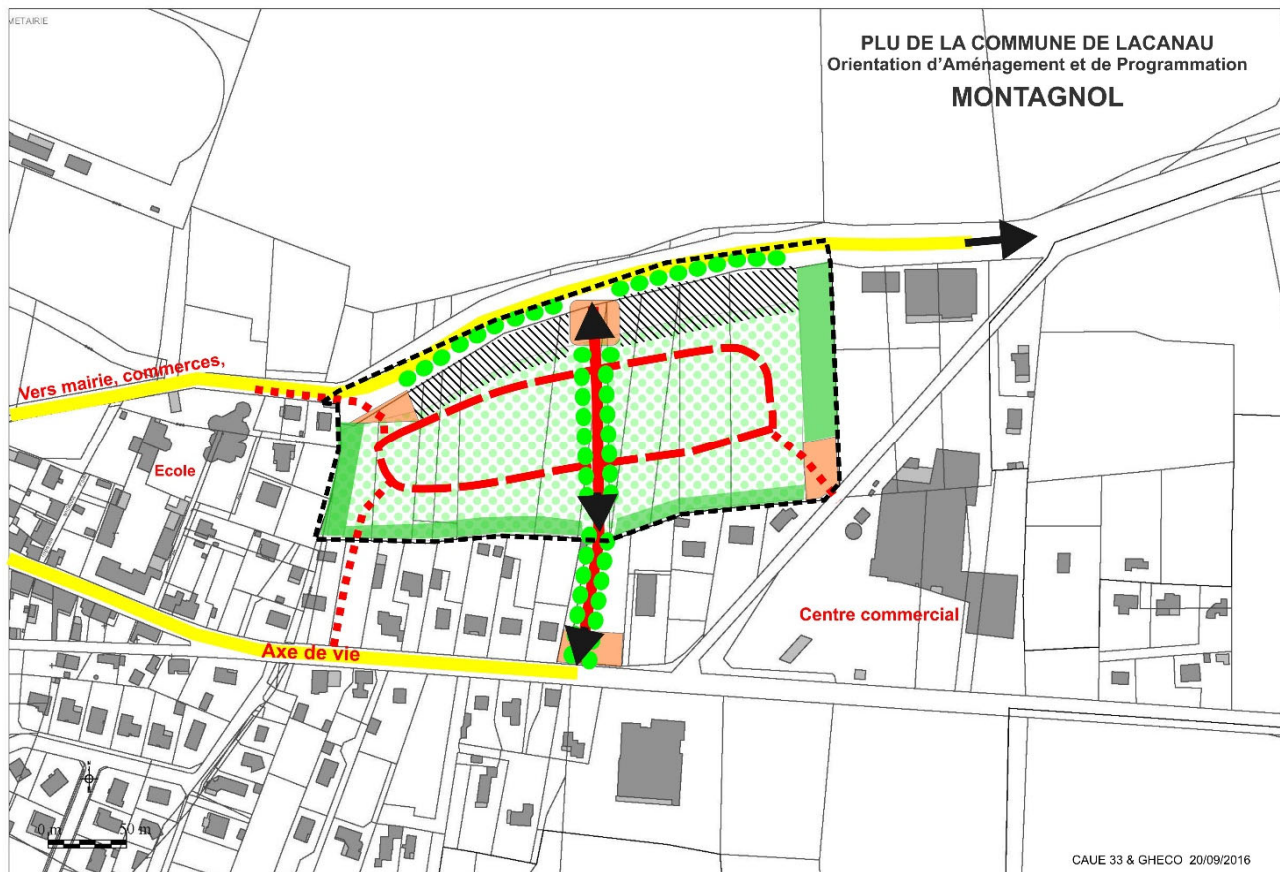 METAIRIE
PLU DE LA COMMUNE DE LACANAU
Orientation d'Aménagement et de Programmation
MONTAGNOL
Vers mairie, commerces,
Ecole
Centre commercial
Axe de vie
0 m 50 m
CAUE 33 & GHECO 20/09/2016